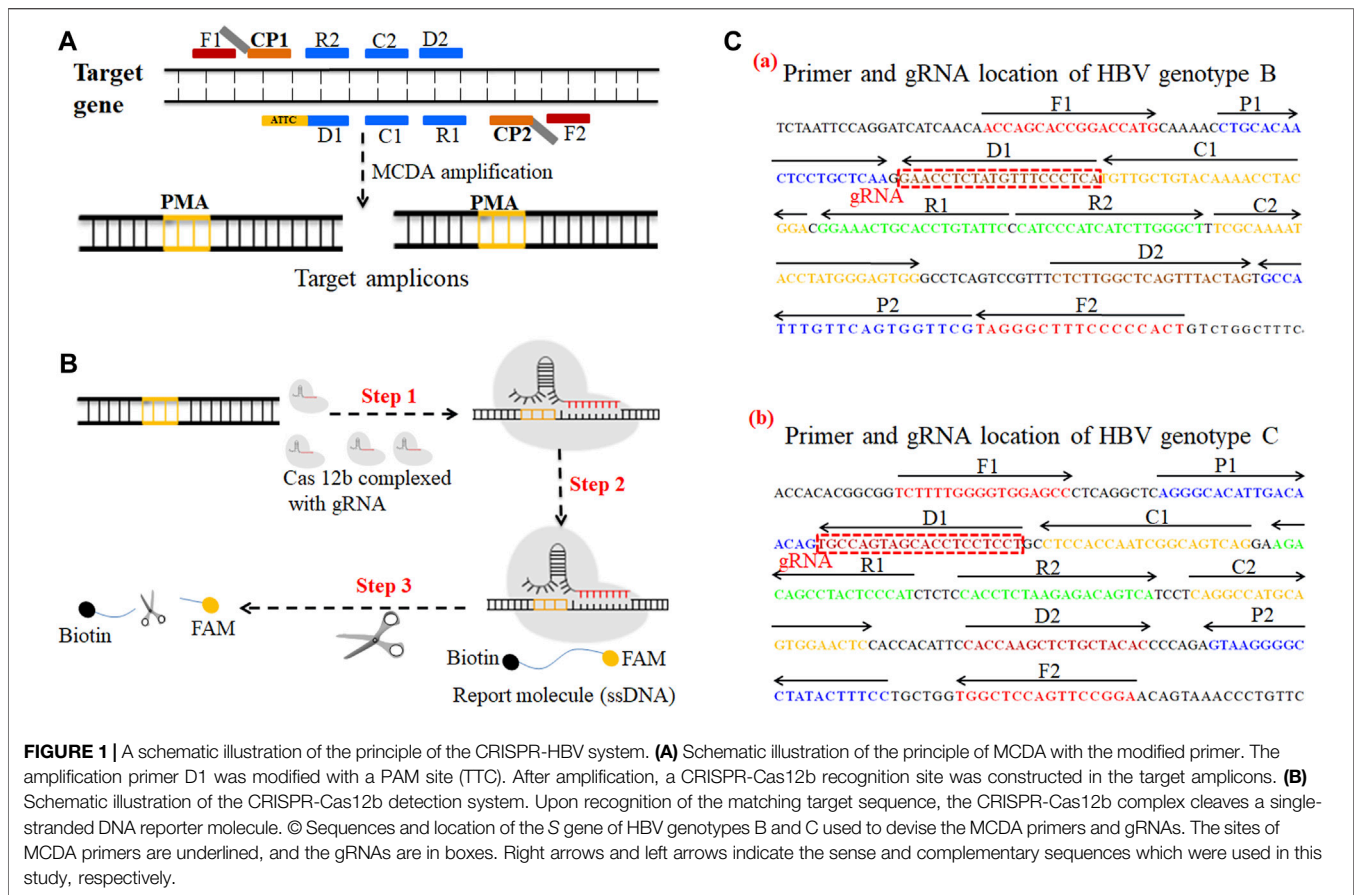 A
F1 CP1 R2 C2 D2
Target gene
ATTC D1 C1 R1 CP2 F2
MCDA amplification
PMA PMA
Target amplicons
B
Step 1
Cas 12b complexed with gRNA
Step 2
Step 3
Biotin FAM
Biotin FAM
Report molecule (ssDNA)
C
(a) Primer and gRNA location of HBV genotype B
F1 P1
TCTAATTCCAGGATCATCAACAACCAGCACCGGACCATGCAAAACCTGCACAA
D1 C1
CTCCTGCTCAAGGAACCTCTATGTTTCCCTCATGTTGCTGTACAAAACCTAC
gRNA
R1 R2 C2
GGACGGAAACTGCACCTGTATTCCCATCCCATCATCTTGGGCTTTCGCAAAAT
D2
ACCTATGGGAGTGGGCCTCAGTCCGTTTCTCTTGGCTCAGTTTACTAGTGCCA
P2 F2
TTTGTTCAGTGGTTCGTAGGGCTTTCCCCCACTGTCTGGCTTTC
(b) Primer and gRNA location of HBV genotype C
F1 P1
ACCACACGGCGGTCTTTTGGGGTGGAGCCCTCAGGCTCAGGGCACATTGACA
D1 C1
ACAGTGCCAGTAGCACCTCCTCCTGCCTCCACCAATCGGCAGTCAGGAAGA
gRNA
R1 R2 C2
CAGCCTACTCCCATCTCTCCACCTCTAAGAGACAGTCATCCTCAGGCCATGCA
D2 P2
GTGGAACTCCACCACATTCCACCAAGCTCTGCTACACCCCAGAGTAAGGGGC
F2
CTATACTTTCCTGCTGGTGGCTCCAGTTCCGGAACAGTAAACCCTGTTC
FIGURE 1 | A schematic illustration of the principle of the CRISPR-HBV system. (A) Schematic illustration of the principle of MCDA with the modified primer. The
amplification primer D1 was modified with a PAM site (TTC). After amplification, a CRISPR-Cas12b recognition site was constructed in the target amplicons. (B)
Schematic illustration of the CRISPR-Cas12b detection system. Upon recognition of the matching target sequence, the CRISPR-Cas12b complex cleaves a single-
stranded DNA reporter molecule. © Sequences and location of the S gene of HBV genotypes B and C used to devise the MCDA primers and gRNAs. The sites of
MCDA primers are underlined, and the gRNAs are in boxes. Right arrows and left arrows indicate the sense and complementary sequences which were used in this
study, respectively.